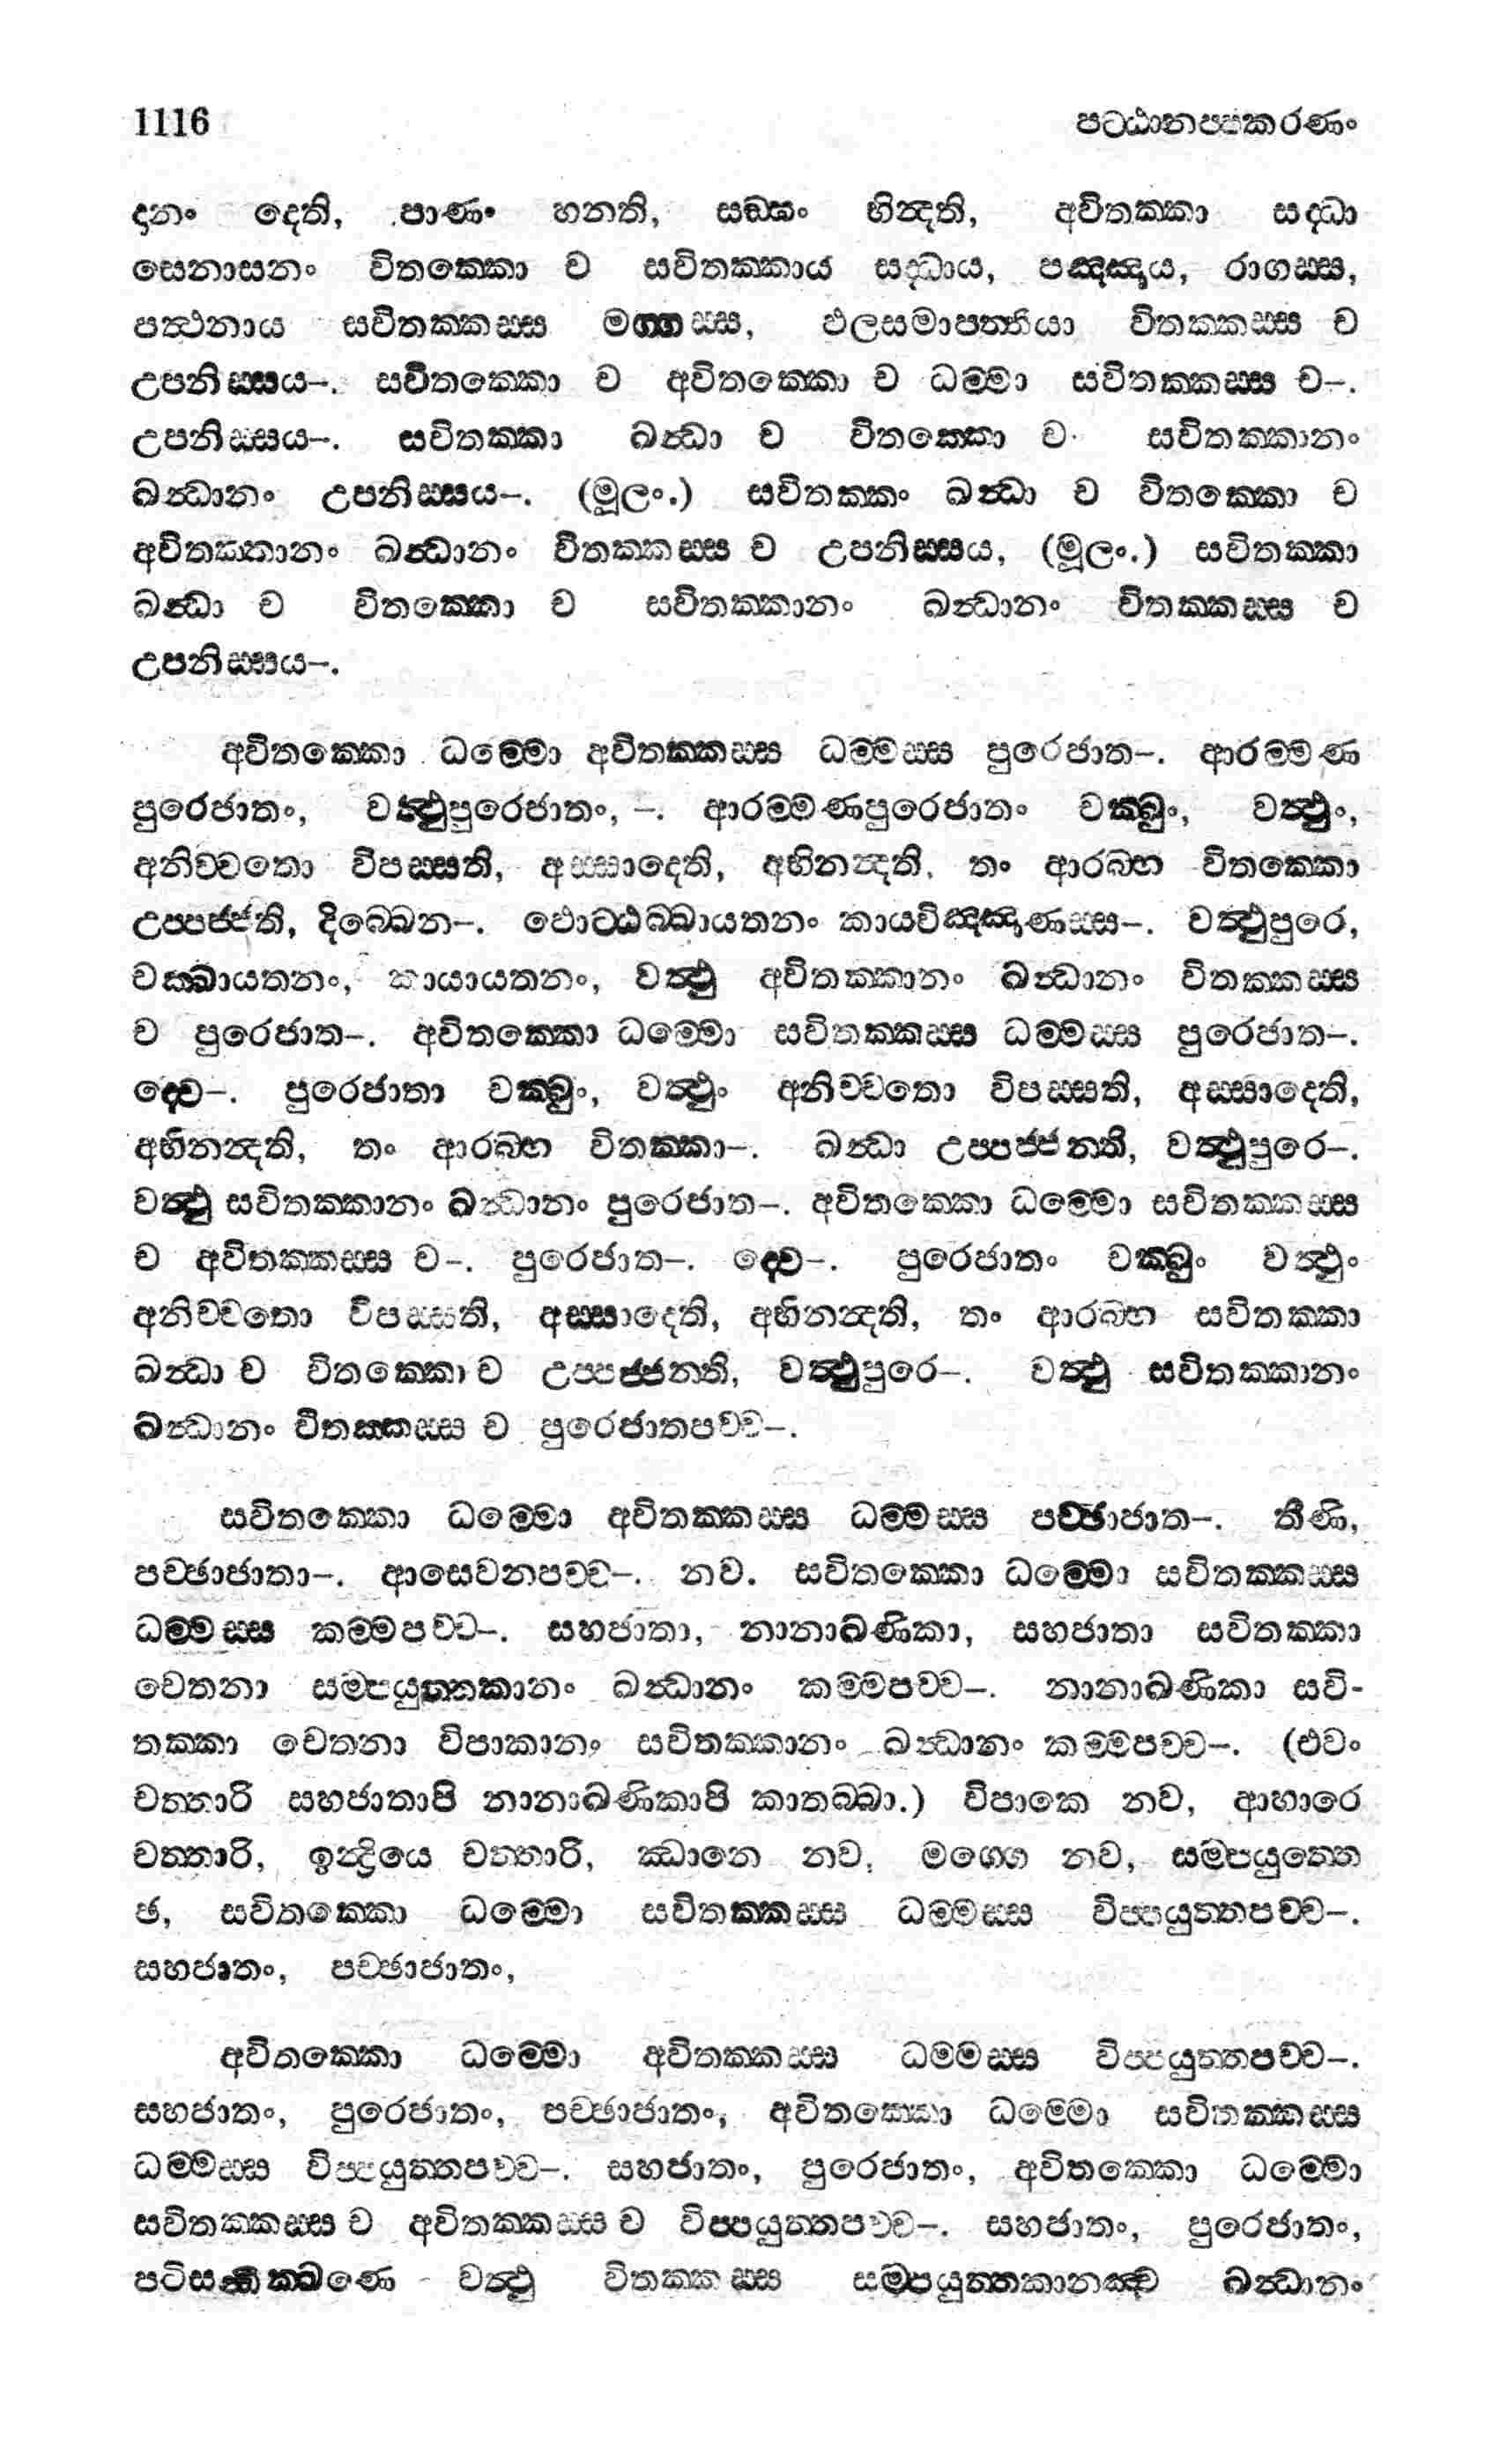 1116 පට්ඨානප්පකරණං
දානං දෙති, පාණං හනති, සඞ්ඝං භින්දති, අවිතක්කා සද්ධා
සෙනාසනං විතක්කො ච සවිතක්කාය සද්ධාය, පඤ්ඤාය, රාගස්ස,
පත්ථනාය සවිතක්කස්ස මග්ගස්ස, ඵලසමාපත්තියා විතක්කස්ස ච
උපනිස්සය–. සවිතක්කො ච අවිතක්කො ච ධම්මා සවිතක්කස්ස ච–.
උපනිස්සය–. සවිතක්කා ඛන්ධා ච විතක්කො ච සවිතක්කානං
ඛන්ධානං උපනිස්සය–. (මූලං.) සවිතක්කං ඛන්ධා ච විතක්කො ච
අවිතක්කානං ඛන්ධානං විතක්කස්ස ච උපනිස්සය, (මූලං.) සවිතක්කා
ඛන්ධා ච විතක්කො ච සවිතක්කානං ඛන්ධානං විතක්කස්ස ච
උපනිස්සය–.
අවිතක්කො ධම්මො අවිතක්කස්ස ධම්මස්ස පුරෙජාත–. ආරම්මණ
පුරෙජාතං, වත්ථුපුරෙජාතං, –. ආරම්මණපුරෙජාතං චක්ඛුං, වත්ථුං,
අනිච්චතො විපස්සති, අස්සාදෙති, අභිනන්දති, තං ආරබ්භ විතක්කො
උප්පජ්ජති, දිබ්බෙන–. ඵොට්ඨබ්බායතනං කායවිඤ්ඤාණස්ස–. වත්ථුපුරෙ,
චක්ඛායතනං, කායායතනං, වත්ථු අවිතක්කානං ඛන්ධානං විතක්කස්ස
ච පුරෙජාත–. අවිතක්කො ධම්මො සවිතක්කස්ස ධම්මස්ස පුරෙජාත–.
ද්වෙ–. පුරෙජාතා චක්ඛුං, වත්ථුං අනිච්චතො විපස්සති, අස්සාදෙති,
අභිනන්දති, තං ආරබ්භ විතක්කා–. ඛන්ධා උප්පජ්ජන්ති, වත්ථුපුරෙ–.
වත්ථු සවිතක්කානං ඛන්ධානං පුරෙජාත–. අවිතක්කො ධම්මො සවිතක්කස්ස
ච අවිතක්කස්ස ච–. පුරෙජාත–. ද්වෙ–. පුරෙජාතං චක්ඛුං වත්ථුං
අනිච්චතො විපස්සති, අස්සාදෙති, අභිනන්දති, තං ආරබ්භ සවිතක්කා
ඛන්ධා ච විතක්කො ච උප්පජ්ජන්ති, වත්ථුපුරෙ–. වත්ථු සවිතක්කානං
ඛන්ධානං විතක්කස්ස ච පුරෙජාතපච්ච–.
සවිතක්කො ධම්මො අවිතක්කස්ස ධම්මස්ස පච්ඡාජාත–. තීණි,
පච්ඡාජාතා–. ආසෙවනපච්ච–. නව. සවිතක්කො ධම්මො සවිතක්කස්ස
ධම්මස්ස කම්මපච්ච–. සහජාතා, නානාඛණිකා, සහජාතා සවිතක්කා
චෙතනා සම්පයුත්තකානං ඛන්ධානං කම්මපච්ච–. නානාඛණිකා සවි-
තක්කා චෙතනා විපාකානං සවිතක්කානං ඛන්ධානං කම්මපච්ච–. (එවං
චත්තාරි සහජාතාපි නානාඛණිකාපි කාතබ්බා.) විපාකෙ නව, ආහාරෙ
චත්තාරි, ඉන්ද්‍රියෙ චත්තාරි, ඣානෙ නව, මග්ගෙ නව, සම්පයුත්තෙ
ඡ, සවිතක්කො ධම්මො සවිතක්කස්ස ධම්මස්ස විප්පයුත්තපච්ච–.
සහජාතං, පච්ඡාජාතං,
අවිතක්කො ධම්මො අවිතක්කස්ස ධම්මස්ස විප්පයුත්තපච්ච–.
සහජාතං, පුරෙජාතං, පච්ඡාජාතං, අවිතක්කො ධම්මො සවිතක්කස්ස
ධම්මස්ස විප්පයුත්තපච්ච–. සහජාතං, පුරෙජාතං, අවිතක්කො ධම්මො
සවිතක්කස්ස ච අවිතක්කස්ස ච විප්පයුත්තපච්ච–. සහජාතං, පුරෙජාතං,
පටිසන්ධික්ඛණෙ වත්ථු විතක්කස්ස සම්පයුත්තකානඤ්ච ඛන්ධානං